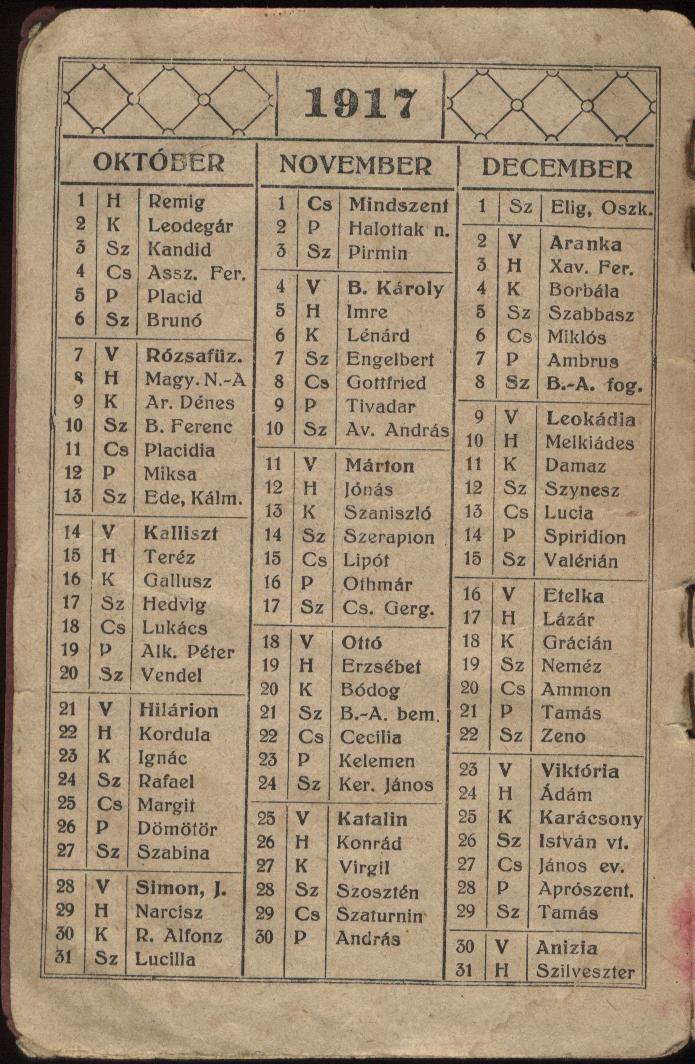 1917
OKTÓBER
1 H Remig
2 K Leodegár
3 Sz Kandid
4 Cs Assz. Fer.
5 P Placid
6 Sz Brunó
7 V Rózsafüz.
8 H Magy. N.-A
9 K Ar. Dénes
10 Sz B. Ferenc
11 Cs Placidia
12 P Miksa
13 Sz Ede, Kálm.
14 V Kalliszt
15 H Teréz
16 K Gallusz
17 Sz Hedvig
18 Cs Lukács
19 P Alk. Péter
20 Sz Vendel
21 V Hilárion
22 H Kordula
23 K Ignác
24 Sz Rafael
25 Cs Margit
26 P Dömötör
27 Sz Szabina
28 V Simon, J.
29 H Narcisz
30 K R. Alfonz
31 Sz Lucilla
NOVEMBER
1 Cs Mindszent
2 P Halottak n.
3 Sz Pirmin
4 V B. Károly
5 H Imre
6 K Lénárd
7 Sz Engelbert
8 Cs Gottfried
9 P Tivadar
10 Sz Av. András
11 V Márton
12 H Jónás
13 K Szaniszló
14 Sz Szerapion
15 Cs Lipót
16 P Othmár
17 Sz Cs. Gerg.
18 V Ottó
19 H Erzsébet
20 K Bódog
21 Sz B.-A. bem.
22 Cs Cecilia
23 P Kelemen
24 Sz Ker. János
25 V Katalin
26 H Konrád
27 K Virgil
28 Sz Szosztén
29 Cs Szaturnin
30 P András
DECEMBER
1 Sz Elig, Oszk.
2 V Aranka
3 H Xav. Fer.
4 K Borbála
5 Sz Szabbasz
6 Cs Miklós
7 P Ambrus
8 Sz B.-A. fog.
9 V Leokádia
10 H Melkiádes
11 K Damaz
12 Sz Szynesz
13 Cs Lucia
14 P Spiridion
15 Sz Valérián
16 V Etelka
17 H Lázár
18 K Grácián
19 Sz Neméz
20 Cs Ammon
21 P Tamás
22 Sz Zeno
23 V Viktória
24 H Ádám
25 K Karácsony
26 Sz István vt.
27 Cs János ev.
28 P Aprószent.
29 Sz Tamás
30 V Anizia
31 H Szilveszter